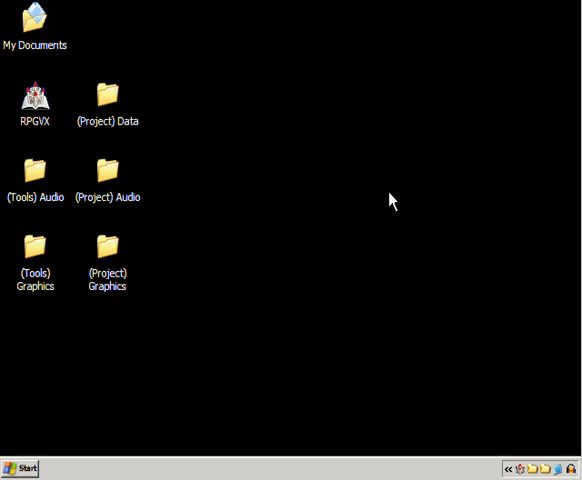 My Documents
RPGVX
(Project) Data
(Tools) Audio
(Project) Audio
(Tools)
Graphics
(Project)
Graphics
Start